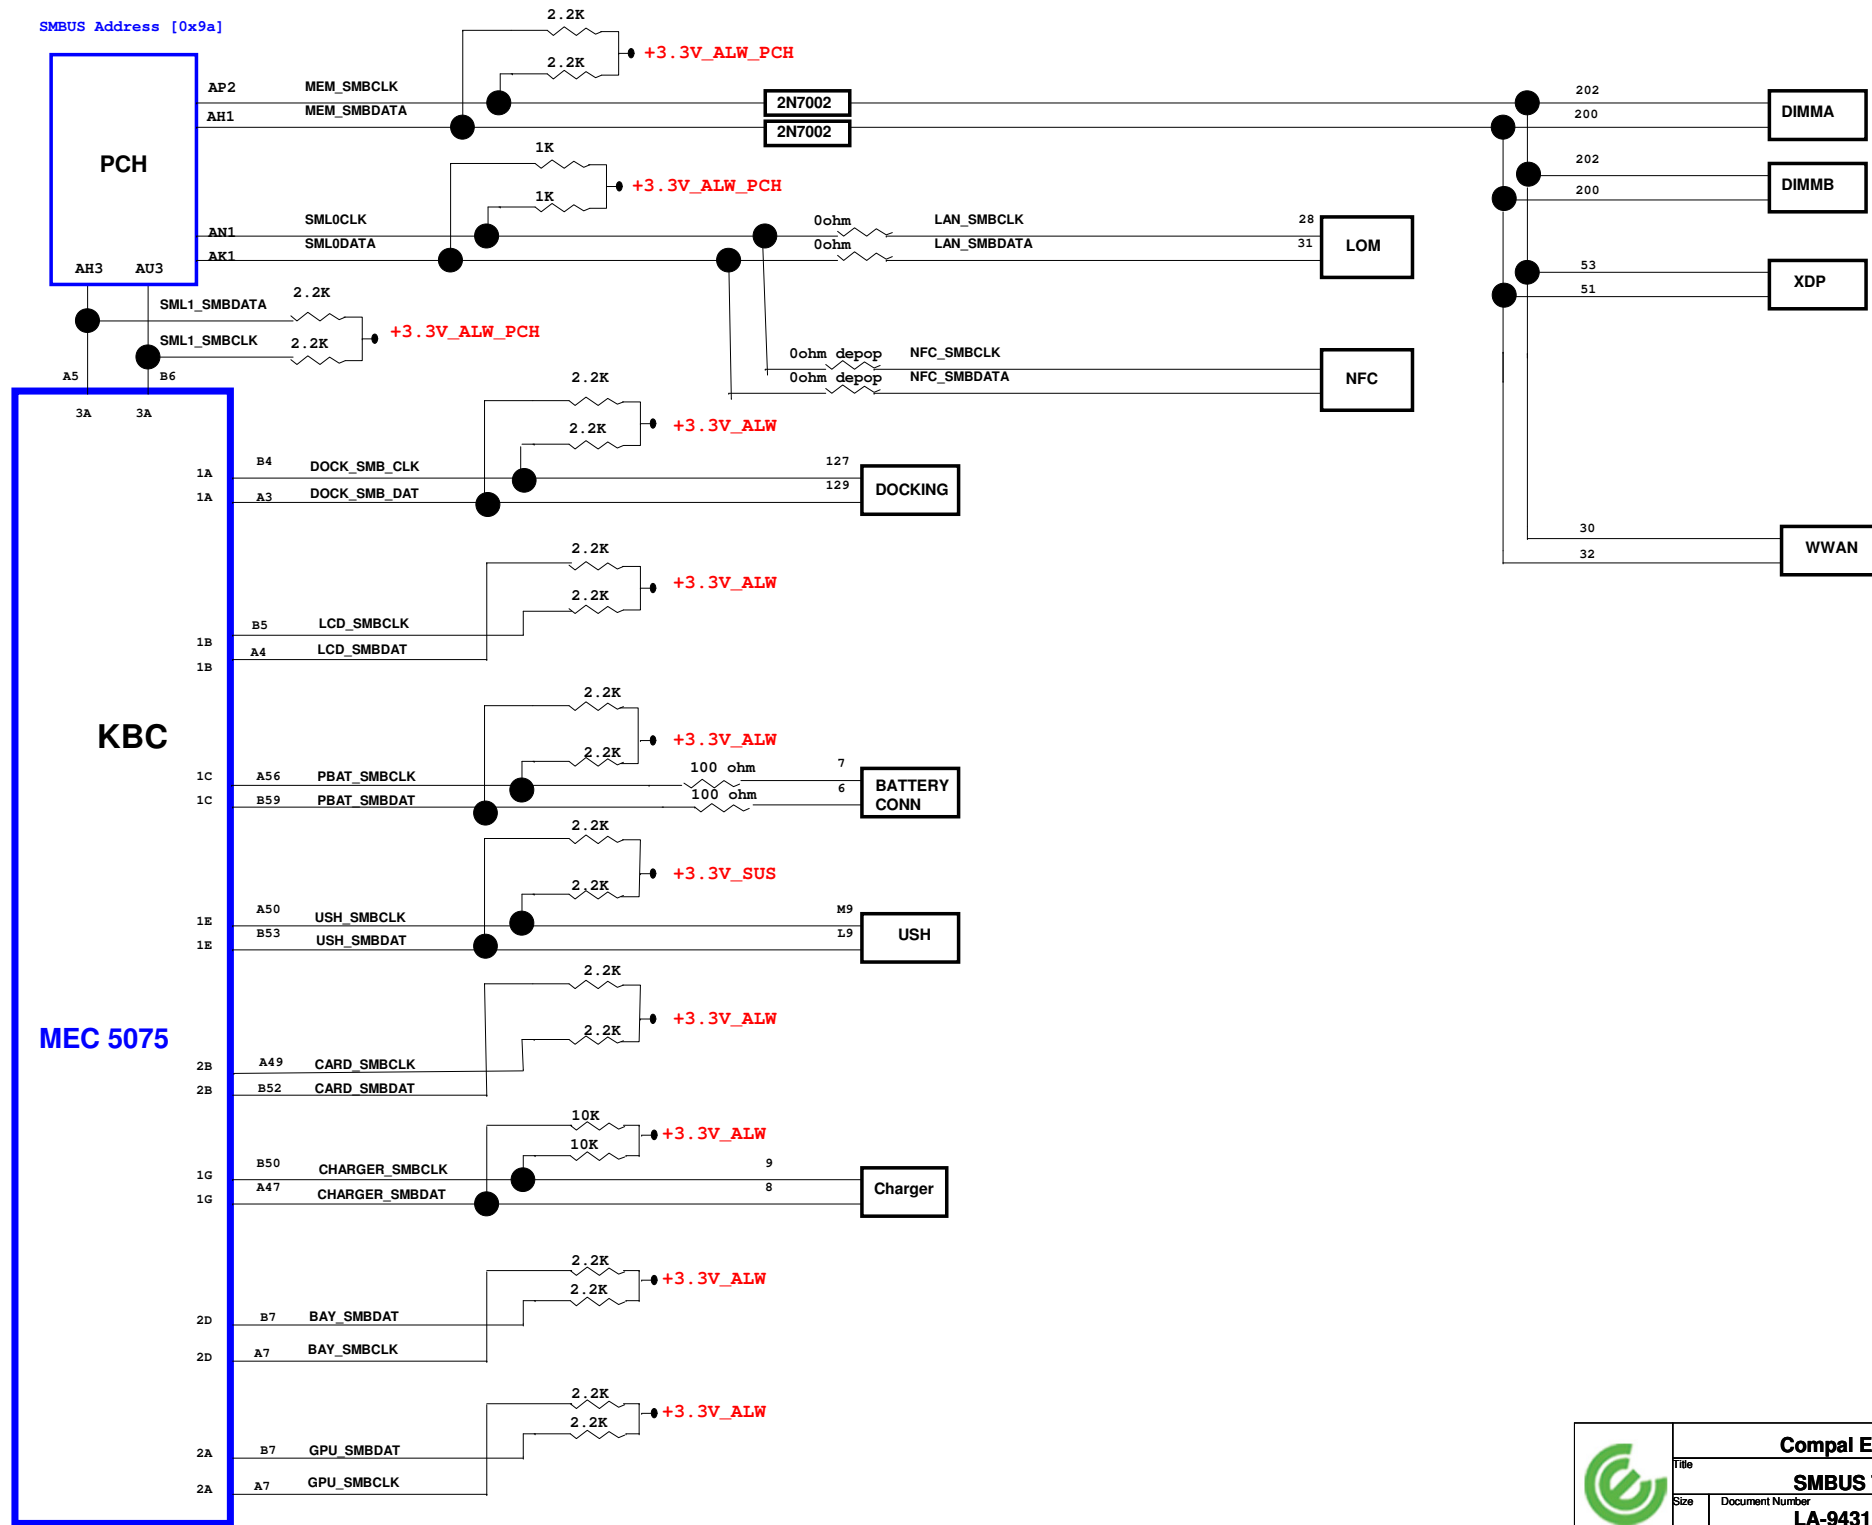 SMBUS Address [0x9a]
2.2K
2.2K
+3.3V_ALW_PCH
AP2 MEM_SMBCLK
AH1 MEM_SMBDATA
2N7002
2N7002
202
200
DIMMA
PCH
1K
1K
+3.3V_ALW_PCH
202
200
DIMMB
AN1 SML0CLK
AK1 SML0DATA
0ohm LAN_SMBCLK 28
0ohm LAN_SMBDATA 31
LOM
53
51
XDP
AH3 AU3
SML1_SMBDATA 2.2K
SML1_SMBCLK 2.2K
+3.3V_ALW_PCH
0ohm depop NFC_SMBCLK
0ohm depop NFC_SMBDATA
NFC
A5 B6
3A 3A
2.2K
2.2K
+3.3V_ALW
1A B4 DOCK_SMB_CLK 127
1A A3 DOCK_SMB_DAT 129
DOCKING
30
32
WWAN
2.2K
2.2K
+3.3V_ALW
1B B5 LCD_SMBCLK
1B A4 LCD_SMBDAT
KBC
2.2K
2.2K
+3.3V_ALW
1C A56 PBAT_SMBCLK 100 ohm 7
1C B59 PBAT_SMBDAT 100 ohm 6
BATTERY
CONN
2.2K
2.2K
+3.3V_SUS
1E A50 USH_SMBCLK M9
1E B53 USH_SMBDAT L9
USH
MEC 5075
2.2K
2.2K
+3.3V_ALW
2B A49 CARD_SMBCLK
2B B52 CARD_SMBDAT
10K
10K
+3.3V_ALW
1G B50 CHARGER_SMBCLK 9
1G A47 CHARGER_SMBDAT 8
Charger
2.2K
2.2K
+3.3V_ALW
2D B7 BAY_SMBDAT
2D A7 BAY_SMBCLK
2.2K
2.2K
+3.3V_ALW
2A B7 GPU_SMBDAT
2A A7 GPU_SMBCLK
Compal E
Title
SMBUS
Size Document Number
LA-9431